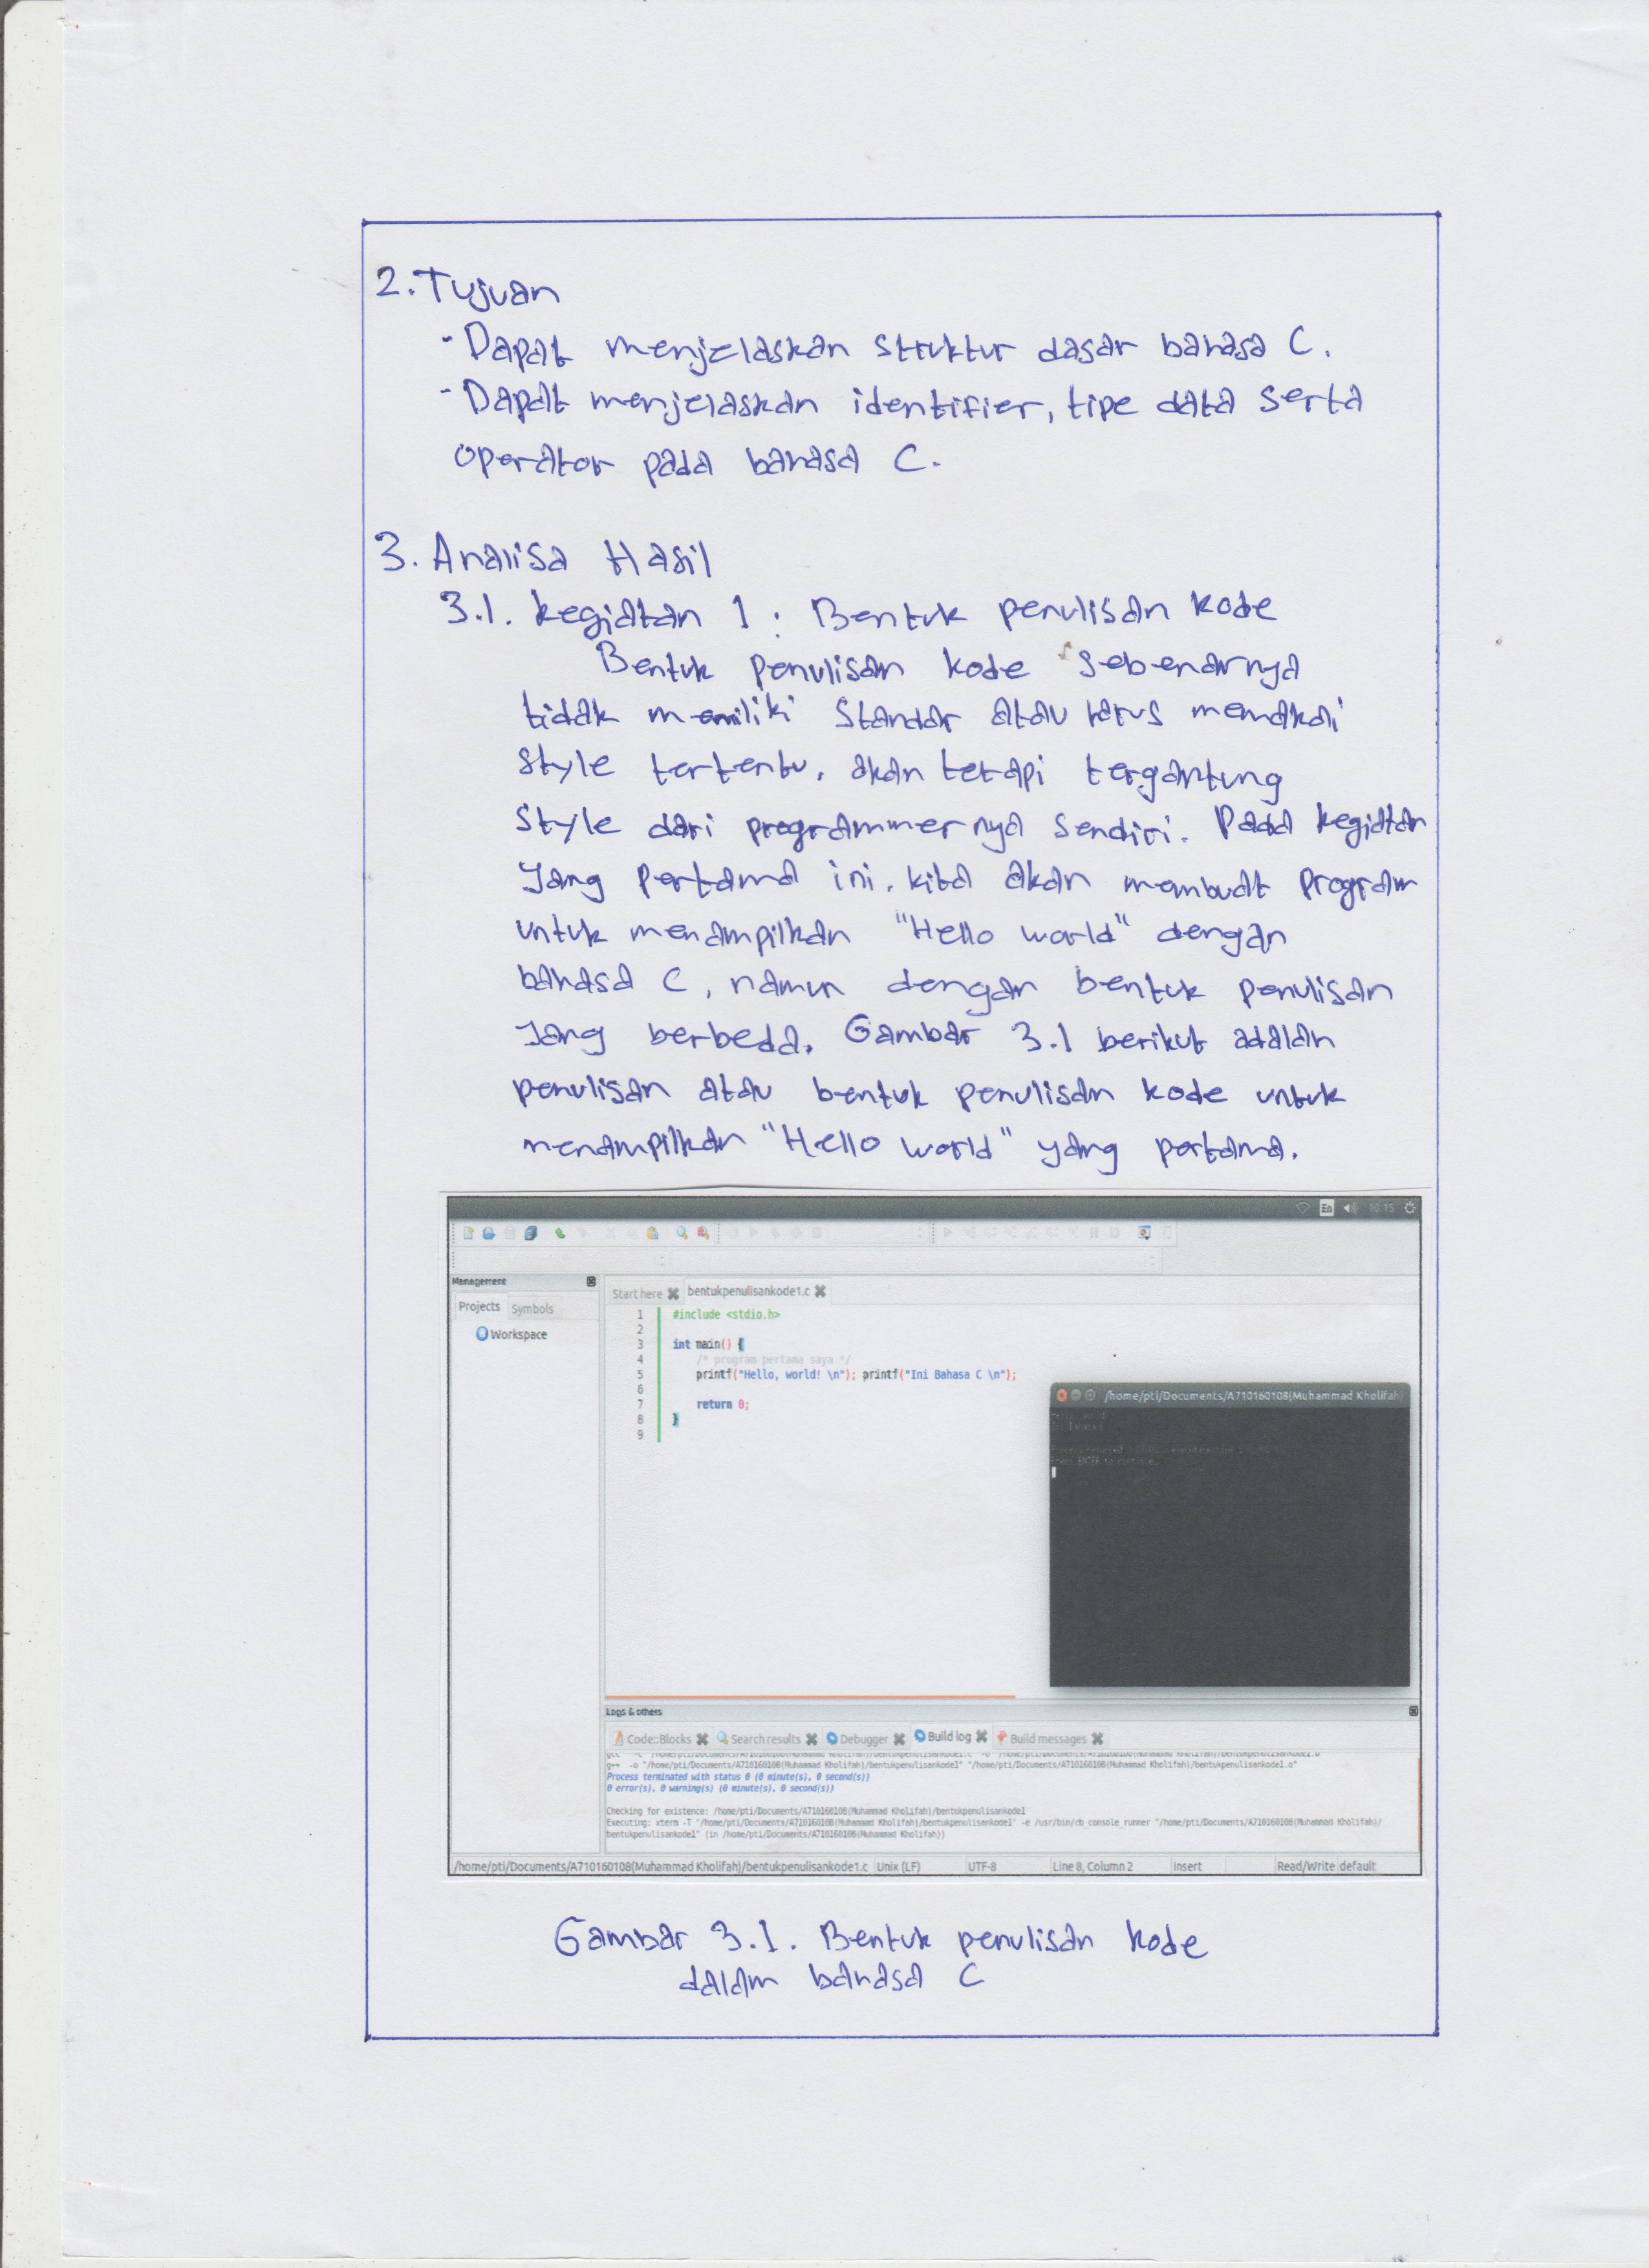 2. Tujuan
- Dapat menjelaskan struktur dasar bahasa C.
- Dapat menjelaskan identifier, tipe data serta
operator pada bahasa C.
3. Analisa Hasil
3.1. Kegiatan 1 : Bentuk penulisan kode
Bentuk penulisan kode sebenarnya
tidak memiliki standar atau harus memakai
style tertentu, akan tetapi tergantung
style dari programmernya sendiri. Pada kegiatan
yang pertama ini, kita akan membuat program
untuk menampilkan "Hello world" dengan
bahasa C, namun dengan bentuk penulisan
yang berbeda. Gambar 3.1 berikut adalah
penulisan atau bentuk penulisan kode untuk
menampilkan "Hello world" yang pertama.
En 10.15
Management
Projects Symbols
Workspace
Start here bentukpenulisankode1.c
1 #include <stdio.h>
2
3 int main() {
4 /* program pertama saya */
5 printf("Hello, world! \n"); printf("Ini Bahasa C \n");
6
7 return 0;
8 }
9
/home/pti/Documents/A710160108(Muhammad Kholifah)
Press ENTER to continue.
Logs & others
Code::Blocks Search results Debugger Build log Build messages
g++ -o "/home/pti/Documents/A710160108(Muhammad Kholifah)/bentukpenulisankode1" "/home/pti/Documents/A710160108(Muhammad Kholifah)/bentukpenulisankode1.o"
Process terminated with status 0 (0 minute(s), 0 second(s))
0 error(s), 0 warning(s) (0 minute(s), 0 second(s))
Checking for existence: /home/pti/Documents/A710160108(Muhammad Kholifah)/bentukpenulisankode1
Executing: xterm -T '/home/pti/Documents/A710160108(Muhammad Kholifah)/bentukpenulisankode1' -e /usr/bin/cb_console_runner "/home/pti/Documents/A710160108(Muhammad Kholifah)/
bentukpenulisankode1" (in /home/pti/Documents/A710160108(Muhammad Kholifah))
/home/pti/Documents/A710160108(Muhammad Kholifah)/bentukpenulisankode1.c Unix (LF) UTF-8 Line 8, Column 2 Insert Read/Write default
Gambar 3.1. Bentuk penulisan kode
dalam bahasa C